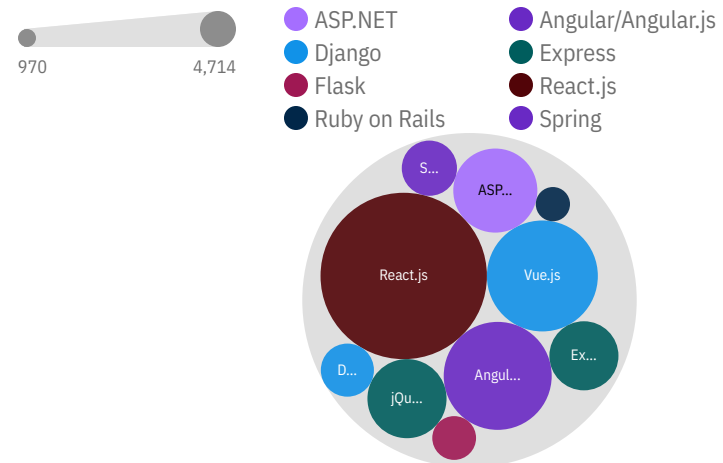 ASP.NET
Angular/Angular.js
Django
Express
Flask
React.js
Ruby on Rails
Spring
970
4,714
S...
ASP...
React.js
Vue.js
Ex...
D...
Angul...
jQu...